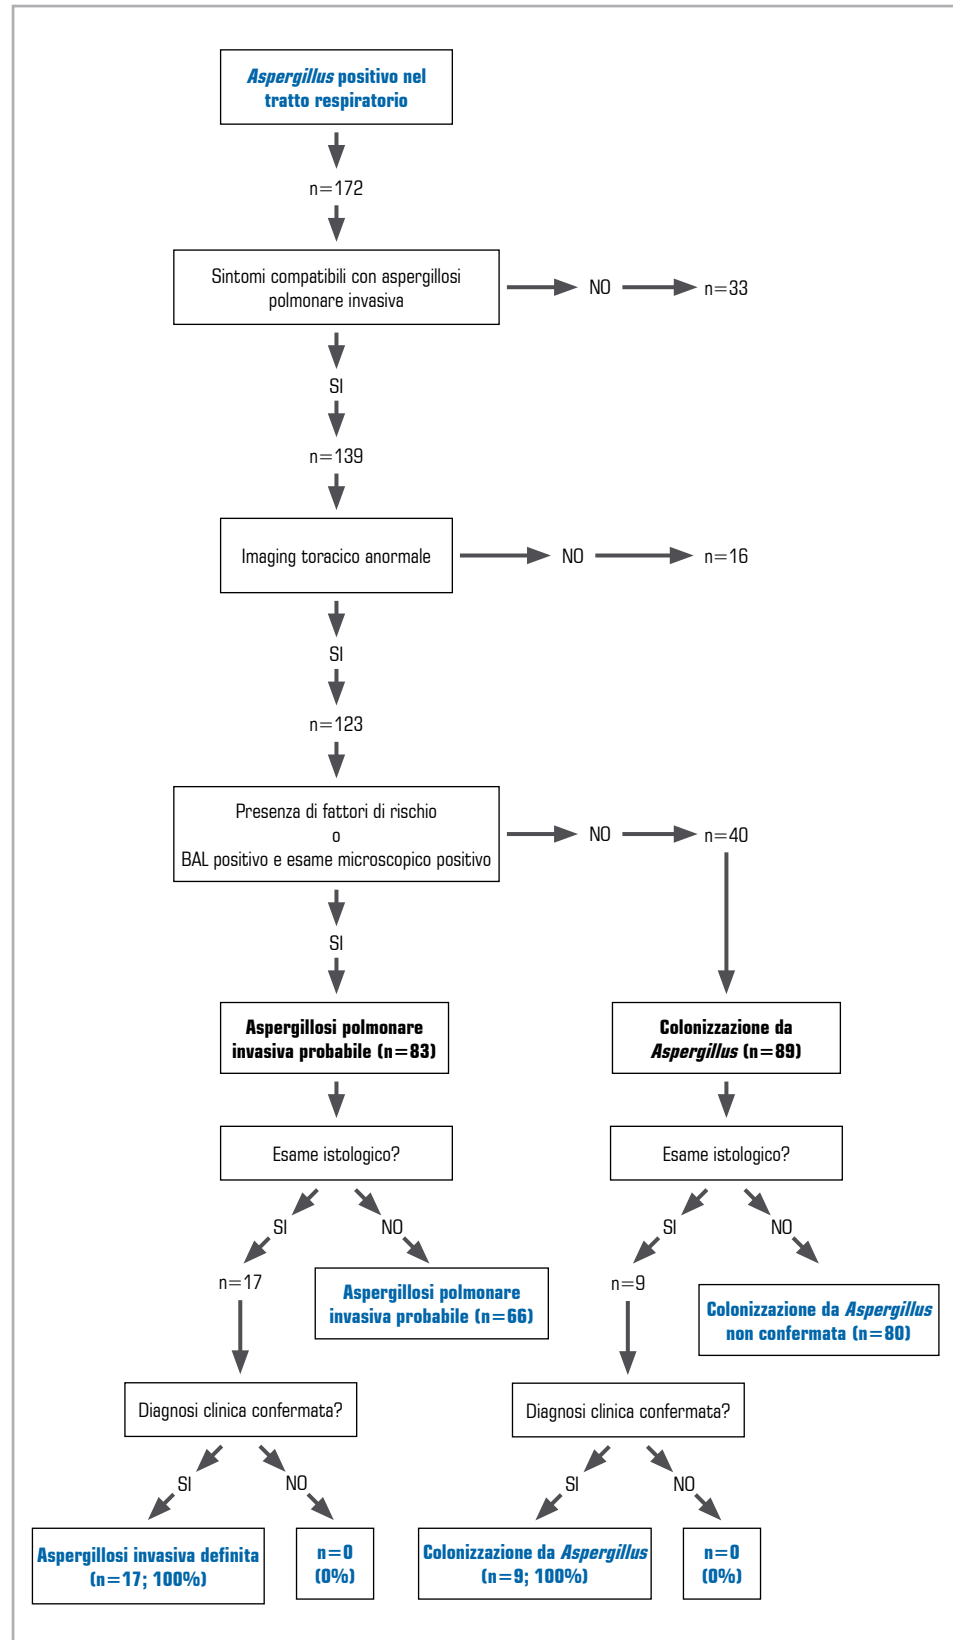 Aspergillus positivo nel
tratto respiratorio
n=172
Sintomi compatibili con aspergillosi
polmonare invasiva
NO
n=33
SI
n=139
Imaging toracico anormale
NO
n=16
SI
n=123
Presenza di fattori di rischio
o
BAL positivo e esame microscopico positivo
NO
n=40
SI
Aspergillosi polmonare
invasiva probabile (n=83)
Colonizzazione da
Aspergillus (n=89)
Esame istologico?
Esame istologico?
SI
NO
SI
NO
n=17
Aspergillosi polmonare
invasiva probabile (n=66)
n=9
Colonizzazione da Aspergillus
non confermata (n=80)
Diagnosi clinica confermata?
Diagnosi clinica confermata?
SI
NO
SI
NO
Aspergillosi invasiva definita
(n=17; 100%)
n=0
(0%)
Colonizzazione da Aspergillus
(n=9; 100%)
n=0
(0%)